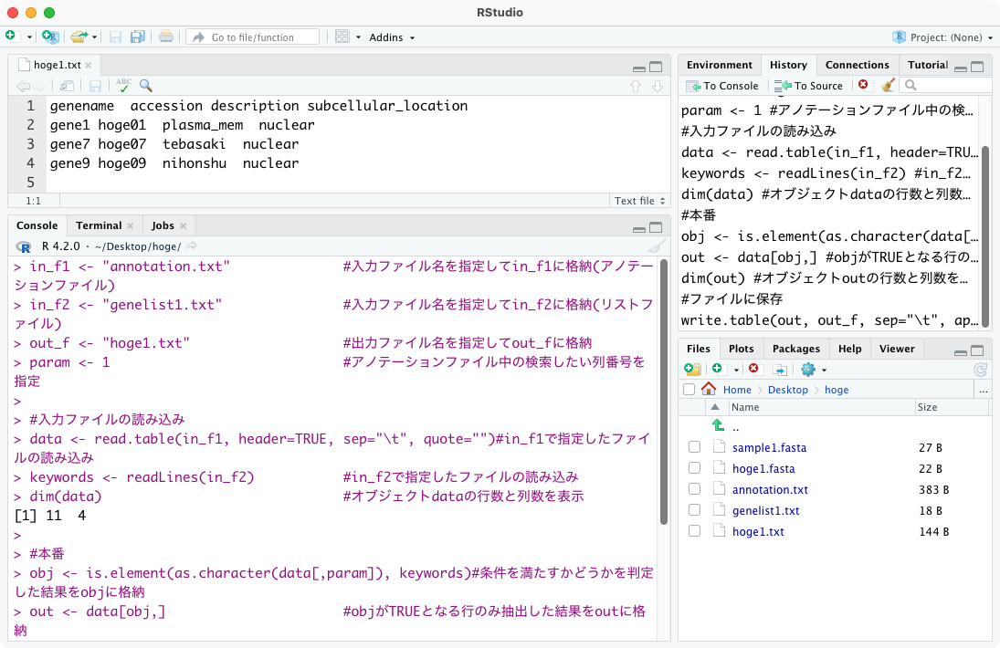 RStudio
Go to file/function
Addins
Project: (None)
hoge1.txt
ABC
1 genename  accession description subcellular_location
2 gene1 hoge01  plasma_mem  nuclear
3 gene7 hoge07  tebasaki  nuclear
4 gene9 hoge09  nihonshu  nuclear
5
1:1 Text file
Console Terminal Jobs
R 4.2.0 · ~/Desktop/hoge/
> in_f1 <- "annotation.txt" #入力ファイル名を指定してin_f1に格納(アノテー
ションファイル)
> in_f2 <- "genelist1.txt" #入力ファイル名を指定してin_f2に格納(リストフ
ァイル)
> out_f <- "hoge1.txt" #出力ファイル名を指定してout_fに格納
> param <- 1 #アノテーションファイル中の検索したい列番号を
指定
>
> #入力ファイルの読み込み
> data <- read.table(in_f1, header=TRUE, sep="\t", quote="")#in_f1で指定したファイ
ルの読み込み
> keywords <- readLines(in_f2) #in_f2で指定したファイルの読み込み
> dim(data) #オブジェクトdataの行数と列数を表示
[1] 11  4
>
> #本番
> obj <- is.element(as.character(data[,param]), keywords)#条件を満たすかどうかを判定
した結果をobjに格納
> out <- data[obj,] #objがTRUEとなる行のみ抽出した結果をoutに格
納
Environment History Connections Tutorial
To Console To Source
param <- 1 #アノテーションファイル中の検…
#入力ファイルの読み込み
data <- read.table(in_f1, header=TRU…
keywords <- readLines(in_f2) #in_f2…
dim(data) #オブジェクトdataの行数と列数…
#本番
obj <- is.element(as.character(data[…
out <- data[obj,] #objがTRUEとなる行の…
dim(out) #オブジェクトoutの行数と列数を…
#ファイルに保存
write.table(out, out_f, sep="\t", ap…
Files Plots Packages Help Viewer
Home Desktop hoge ...
Name Size
..
sample1.fasta 27 B
hoge1.fasta 22 B
annotation.txt 383 B
genelist1.txt 18 B
hoge1.txt 144 B